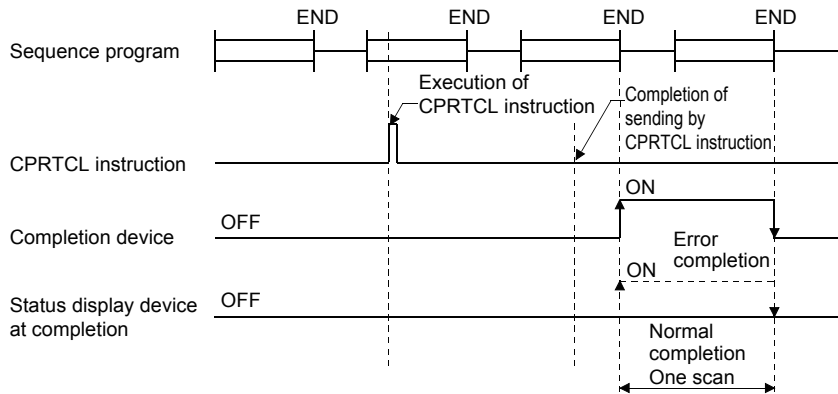 END END END END
Sequence program
Execution of
CPRTCL instruction
Completion of
sending by
CPRTCL instruction
CPRTCL instruction
ON
OFF
Completion device
Error
completion
ON
OFF
Status display device
at completion
Normal
completion
One scan